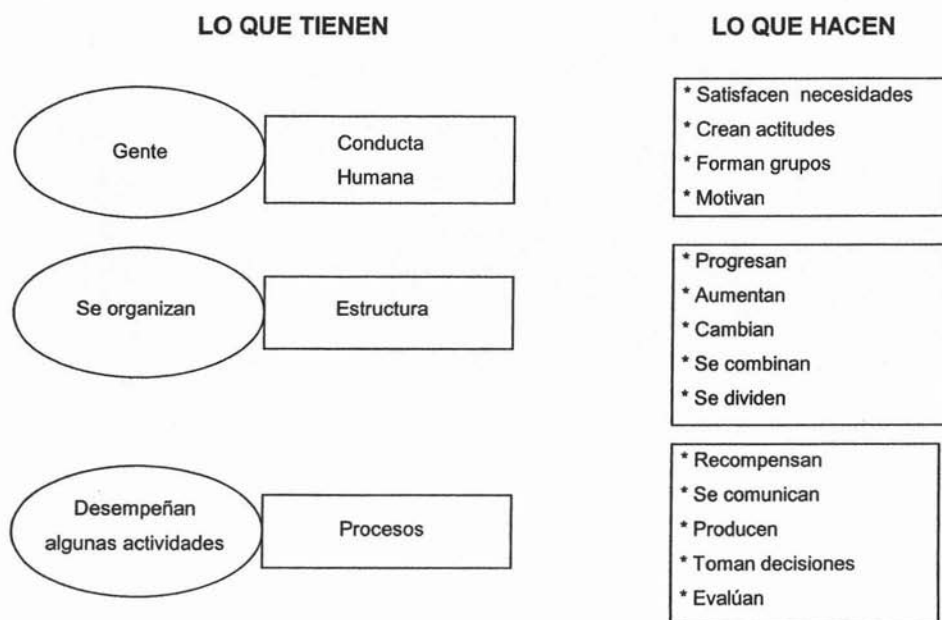 LO QUE TIENEN
LO QUE HACEN
Gente
Conducta
Humana
* Satisfacen necesidades
* Crean actitudes
* Forman grupos
* Motivan
Se organizan
Estructura
* Progresan
* Aumentan
* Cambian
* Se combinan
* Se dividen
Desempeñan
algunas actividades
Procesos
* Recompensan
* Se comunican
* Producen
* Toman decisiones
* Evalúan